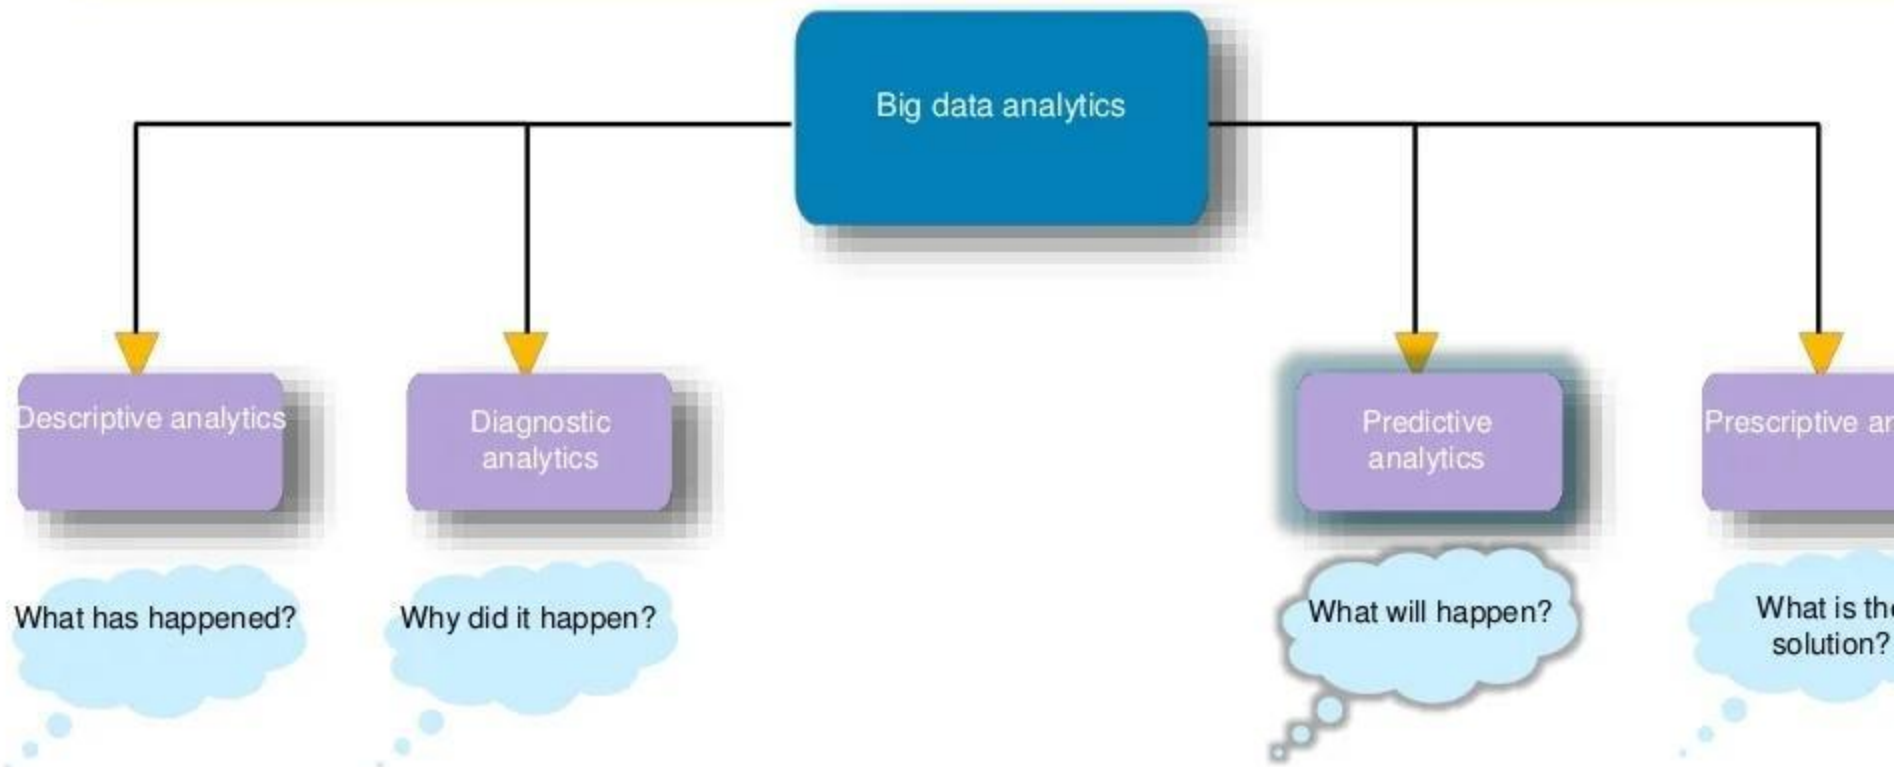 Big data analytics
Descriptive analytics
Diagnostic
analytics
Predictive
analytics
Prescriptive
What has happened?
Why did it happen?
What will happen?
What is the
solution?